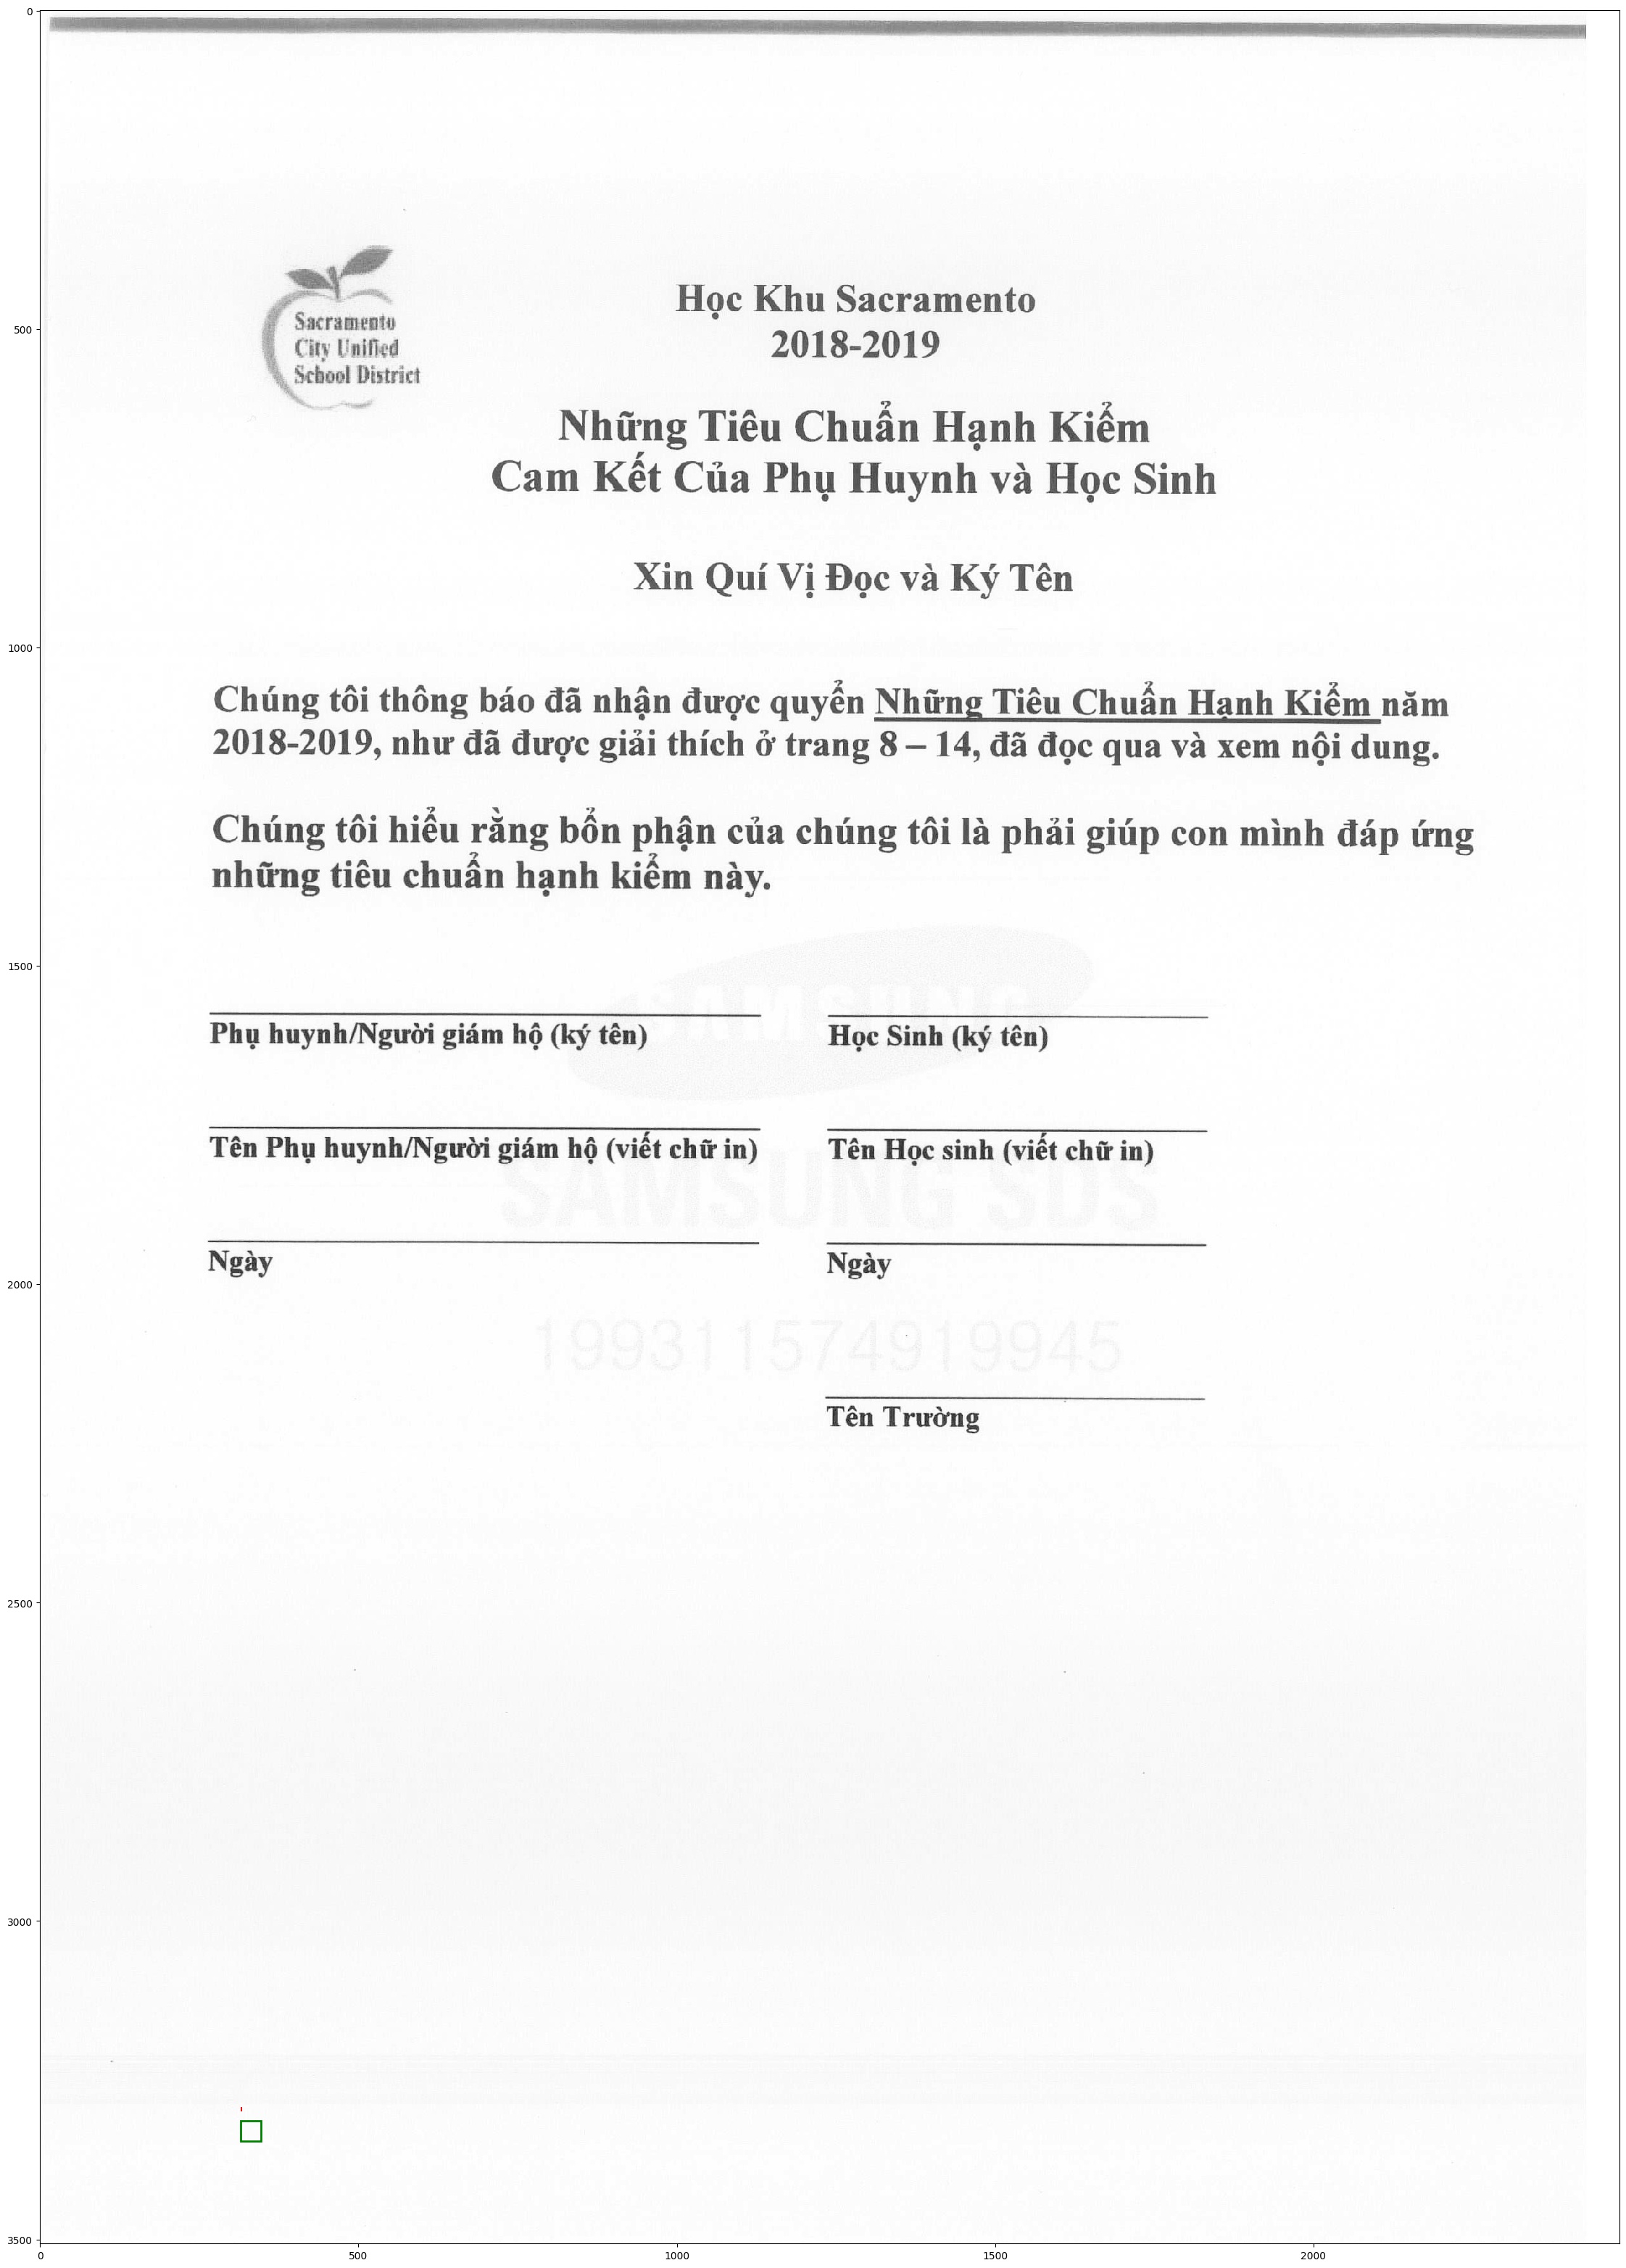 Sacramento
City Unified
School District
Học Khu Sacramento
2018-2019
Những Tiêu Chuẩn Hạnh Kiểm
Cam Kết Của Phụ Huynh và Học Sinh
Xin Quí Vị Đọc và Ký Tên
Chúng tôi thông báo đã nhận được quyển Những Tiêu Chuẩn Hạnh Kiểm năm
2018-2019, như đã được giải thích ở trang 8 – 14, đã đọc qua và xem nội dung.
Chúng tôi hiểu rằng bổn phận của chúng tôi là phải giúp con mình đáp ứng
những tiêu chuẩn hạnh kiểm này.
SAMSUNG
Phụ huynh/Người giám hộ (ký tên) Học Sinh (ký tên)
Tên Phụ huynh/Người giám hộ (viết chữ in) Tên Học sinh (viết chữ in)
SAMSUNG SDS
Ngày Ngày
199311574919945
Tên Trường
0
500
1000
1500
2000
2500
3000
3500
0 500 1000 1500 2000